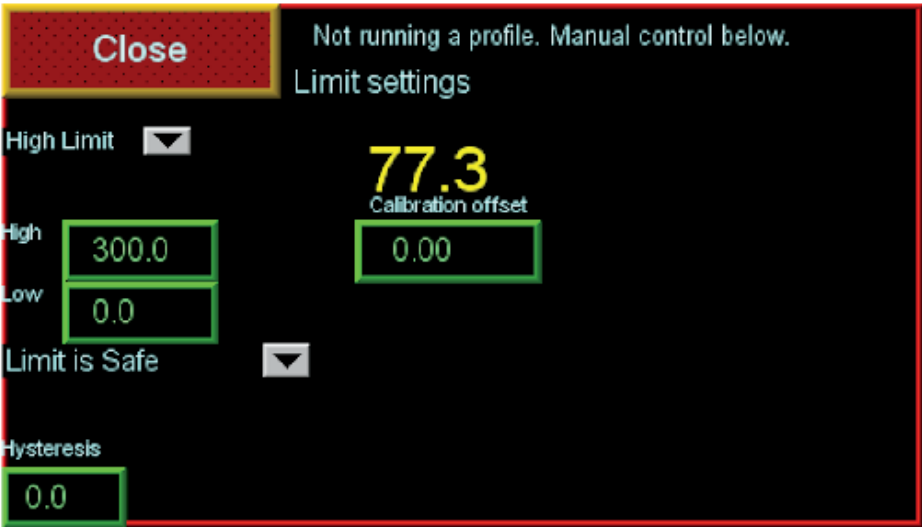 Close
Not running a profile. Manual control below.
Limit settings
High Limit
77.3
Calibration offset
High
300.0
0.00
Low
0.0
Limit is Safe
Hysteresis
0.0